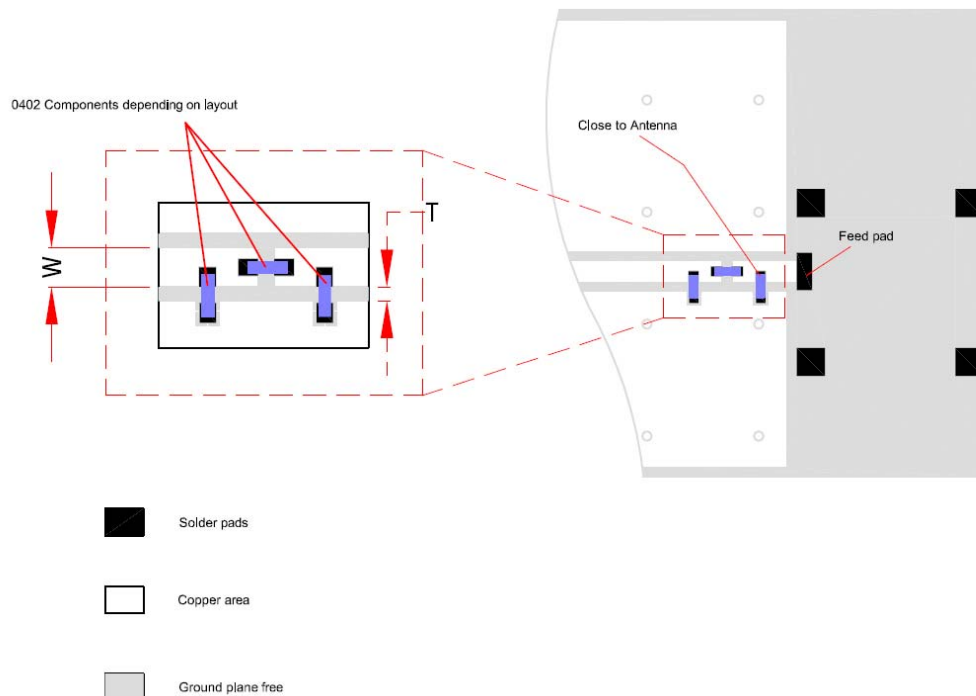 0402 Components depending on layout
Close to Antenna
T
Feed pad
W
Solder pads
Copper area
Ground plane free